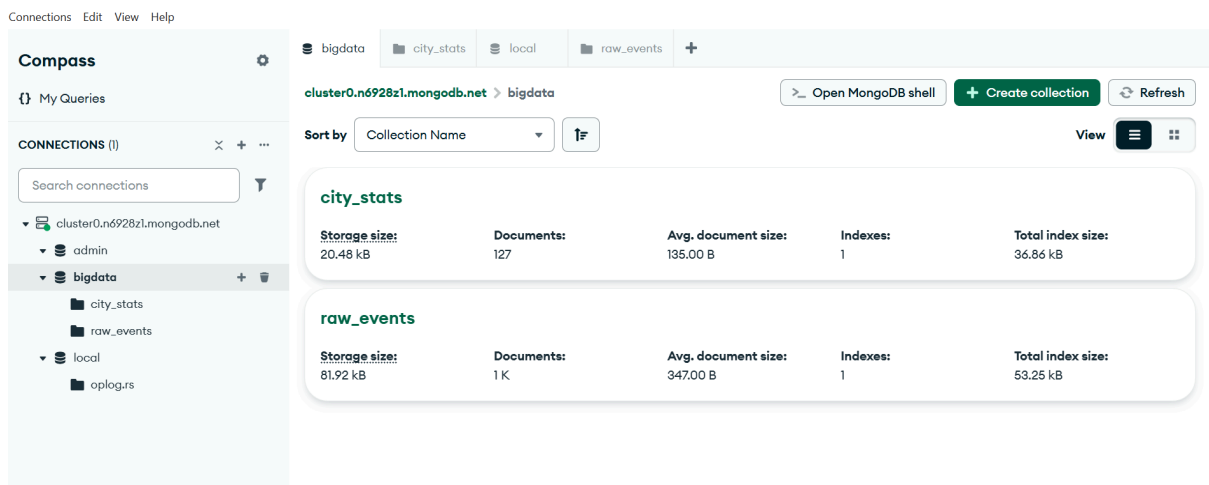 Connections Edit View Help
Compass
{} My Queries
CONNECTIONS (1)
Search connections
cluster0.n6928z1.mongodb.net
admin
bigdata
city_stats
raw_events
local
oplog.rs
bigdata city_stats local raw_events
cluster0.n6928z1.mongodb.net > bigdata
>_ Open MongoDB shell + Create collection Refresh
Sort by Collection Name View
city_stats
Storage size: Documents: Avg. document size: Indexes: Total index size:
20.48 kB 127 135.00 B 1 36.86 kB
raw_events
Storage size: Documents: Avg. document size: Indexes: Total index size:
81.92 kB 1 K 347.00 B 1 53.25 kB